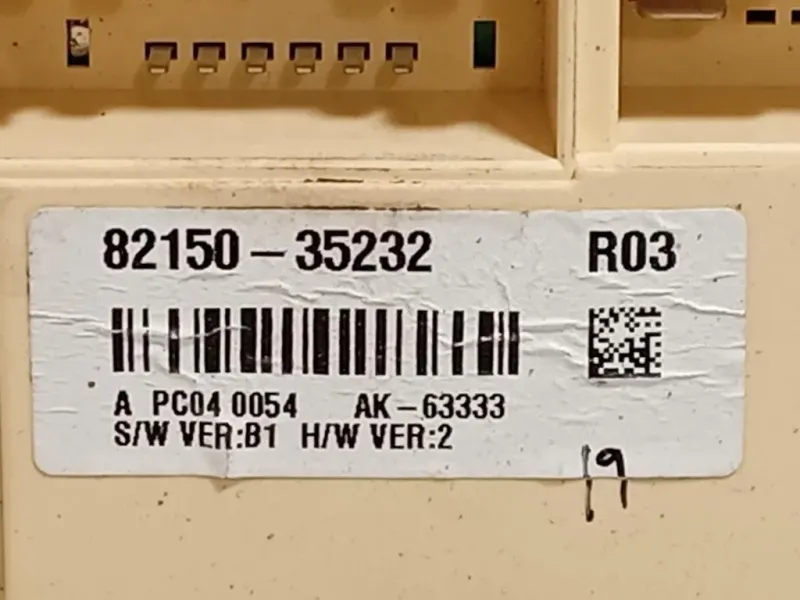 82150-35232 R03
A PC04 0054 AK-63333
S/W VER:B1 H/W VER:2
19